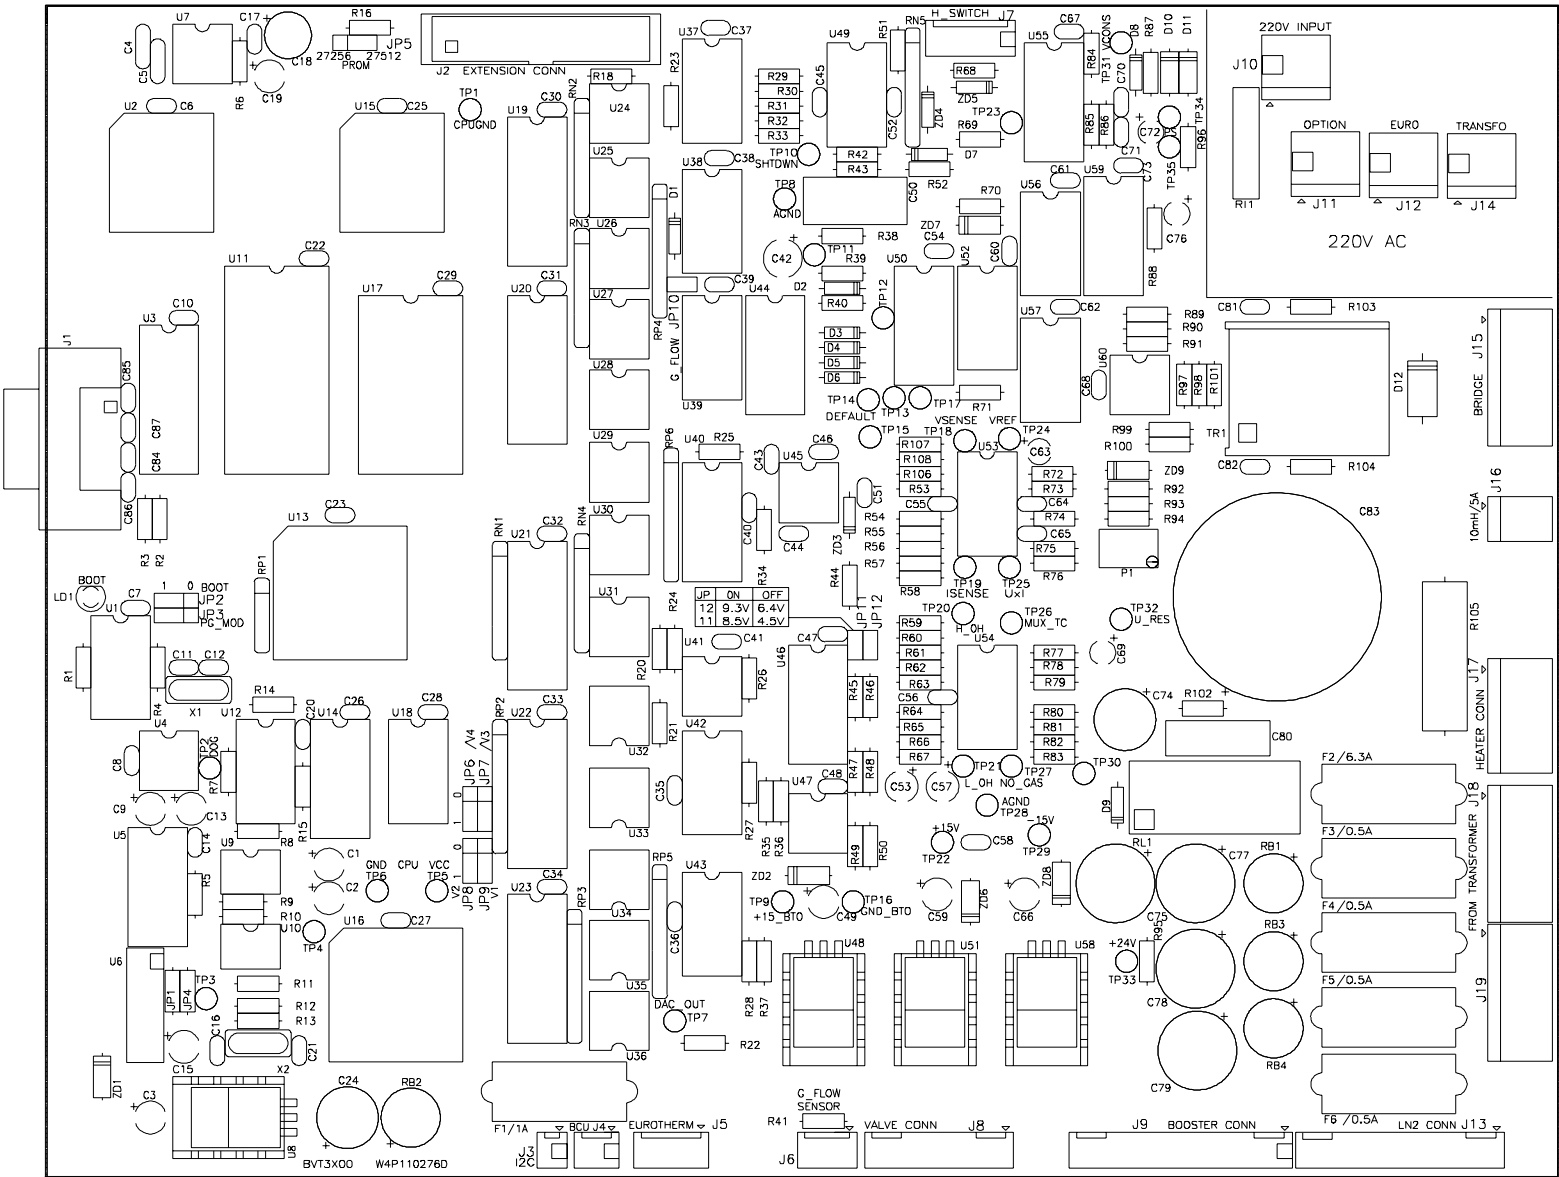 U7
C17
R16
C4
C5
27256
27512
JP5
PROM
C18
C19
R6
J2 EXTENSION CONN
U37
C37
R23
R18
RN2
U24
U2
C6
U15
C25
TP1
CPUGND
U19
C30
R29
R30
R31
R32
R33
C45
U49
R51
RN5
H_SWITCH
J7
C52
ZD4
R68
ZD5
TP23
R69
D7
U55
C67
R84
TP31 VCONS
C70
D8
R87
D10
D11
R85
R86
C72
TP34
R96
TP35
C71
C73
220V INPUT
J10
OPTION
EURO
TRANSFO
RI1
J11
J12
J14
220V AC
TP10
SHTDWN
R42
R43
R52
C50
TP8
AGND
U38
C38
D1
U25
RN3
U26
R70
ZD7
C54
U52
C60
C61
U56
U59
C76
R88
C42
TP11
R38
R39
D2
R40
TP12
U50
U11
C22
U17
C29
U20
C31
U27
RP4
G_FLOW JP10
C39
U44
U39
D3
D4
D5
D6
TP14
DEFAULT
TP13
TP17
TP15
R71
U57
C62
C68
U60
R89
R90
R91
R97
R98
R101
C81
R103
TR1
D12
J15
BRIDGE
C10
U3
J1
C85
C87
C84
C86
R3
R2
U28
U29
RP6
U40
R25
C43
U45
C46
C40
R34
C44
ZD3
C51
R107
R108
R106
R53
C55
R54
R55
R56
R57
R58
R44
VSENSE
TP18
VREF
TP24
U53
C63
R72
R73
C64
R74
C65
R75
R76
R99
R100
ZD9
R92
R93
R94
P1
C82
R104
C83
J16
10mH/5A
U13
C23
RP1
RN1
U21
C32
RN4
U30
U31
TP19
ISENSE
TP25
UxI
BOOT
LD1
C7
U1
1 0 BOOT
JP2
JP3
PG_MOD
R24
JP ON OFF
12 9.3V 6.4V
11 8.5V 4.5V
JP11
JP12
C47
TP20
H_OH
TP26
MUX_TC
U54
TP32
U_RES
C69
R105
R1
R4
C11
C12
X1
R14
R20
R19
U41
C41
R26
U46
R45
R46
R59
R60
R61
R62
R63
C56
R64
R65
R66
R67
R77
R78
R79
R80
R81
R82
R83
C74
R102
C80
J17
HEATER CONN
U12
C20
U14
C26
U18
C28
RP2
U22
C33
R21
U32
U42
R47
R48
U4
C8
TP2
DOG
R7
C9
C13
R15
JP6 /V4
JP7 /V3
0
1
C35
U33
R27
R35
R36
U47
C48
C53
C57
TP21
L_OH
TP27
NO_GAS
AGND
TP28
TP30
D9
F2/6.3A
U5
C14
R5
U9
R8
C1
C2
GND
TP6
CPU
VCC
TP5
0
1
V2
JP8
JP9
V1
U23
C34
RP3
RP5
U43
R49
R50
ZD2
+15V
TP22
C58
-15V
TP29
ZD8
RL1
C77
RB1
F3/0.5A
J18
FROM TRANSFORMER
R9
R10
U10
TP4
U16
C27
U34
C36
TP9
+15_BTO
C49
TP16
GND_BTO
C59
ZD6
C66
C75
R95
F4/0.5A
U6
JP1
JP4
TP3
R11
R12
R13
U35
DAC_OUT
TP7
R28
R37
U48
U51
U58
+24V
TP33
RB3
C78
F5/0.5A
J19
C16
C21
C15
X2
R22
U36
C79
RB4
ZD1
C3
U8
C24
RB2
BVT3X00
W4P110276D
F1/1A
J3
I2C
BCU J4
EUROTHERM
J5
G_FLOW
SENSOR
R41
J6
VALVE CONN
J8
J9
BOOSTER CONN
F6/0.5A
LN2 CONN
J13